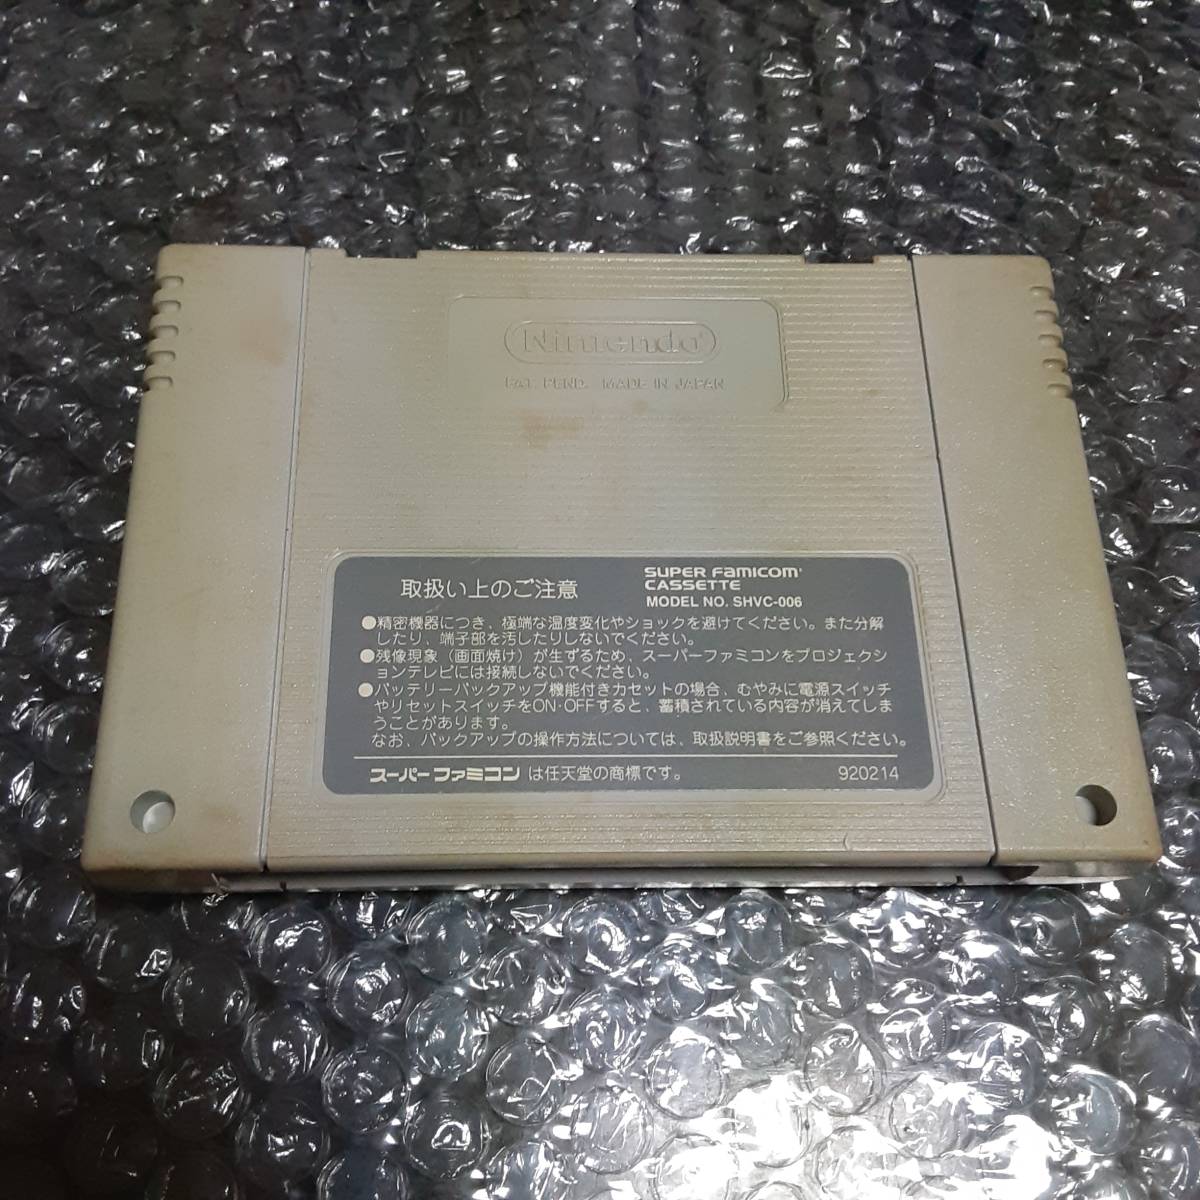 Nintendo
PAT. PEND. MADE IN JAPAN
取扱い上のご注意
SUPER FAMICOM
CASSETTE
MODEL NO. SHVC-006
●精密機器につき、極端な温度変化やショックを避けてください。また分解
したり、端子部を汚したりしないでください。
●残像現象（画面焼け）が生ずるため、スーパーファミコンをプロジェクシ
ョンテレビには接続しないでください。
●バッテリーバックアップ機能付きカセットの場合、むやみに電源スイッチ
やリセットスイッチをON・OFFすると、蓄積されている内容が消えてしま
うことがあります。
なお、バックアップの操作方法については、取扱説明書をご参照ください。
スーパーファミコン は任天堂の商標です。
920214